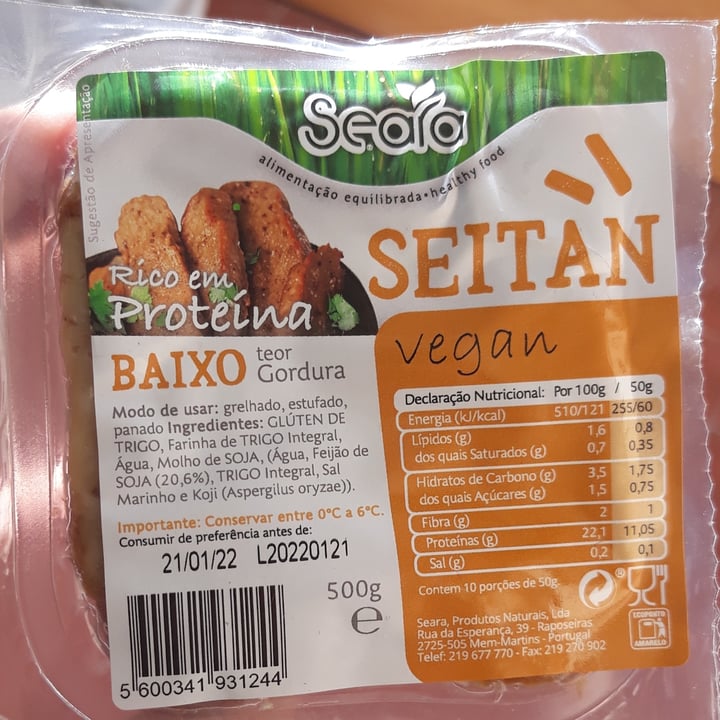 Sugestão de Apresentação
Seara
alimentação equilibrada • healthy food
SEITAN
Rico em
Proteína
BAIXO teor Gordura
vegan
Modo de usar: grelhado, estufado,
panado Ingredientes: GLÚTEN DE
TRIGO, Farinha de TRIGO Integral,
Água, Molho de SOJA, (Água, Feijão de
SOJA (20,6%), TRIGO Integral, Sal
Marinho e Koji (Aspergilus oryzae)).
Importante: Conservar entre 0ºC a 6ºC.
Consumir de preferência antes de:
21/01/22 L20220121
500g
e
5 600341 931244
Declaração Nutricional: Por 100g / 50g
Energia (kJ/kcal) 510/121 255/60
Lípidos (g) 1,6 0,8
dos quais Saturados (g) 0,7 0,35
Hidratos de Carbono (g) 3,5 1,75
dos quais Açúcares (g) 1,5 0,75
Fibra (g) 2 1
Proteínas (g) 22,1 11,05
Sal (g) 0,2 0,1
Contem 10 porções de 50g.
®
Seara, Produtos Naturais, Lda
Rua da Esperança, 39 - Raposeiras
2725-505 Mem-Martins - Portugal
Telef: 219 677 770 - Fax: 219 270 902
ECOPONTO
AMARELO